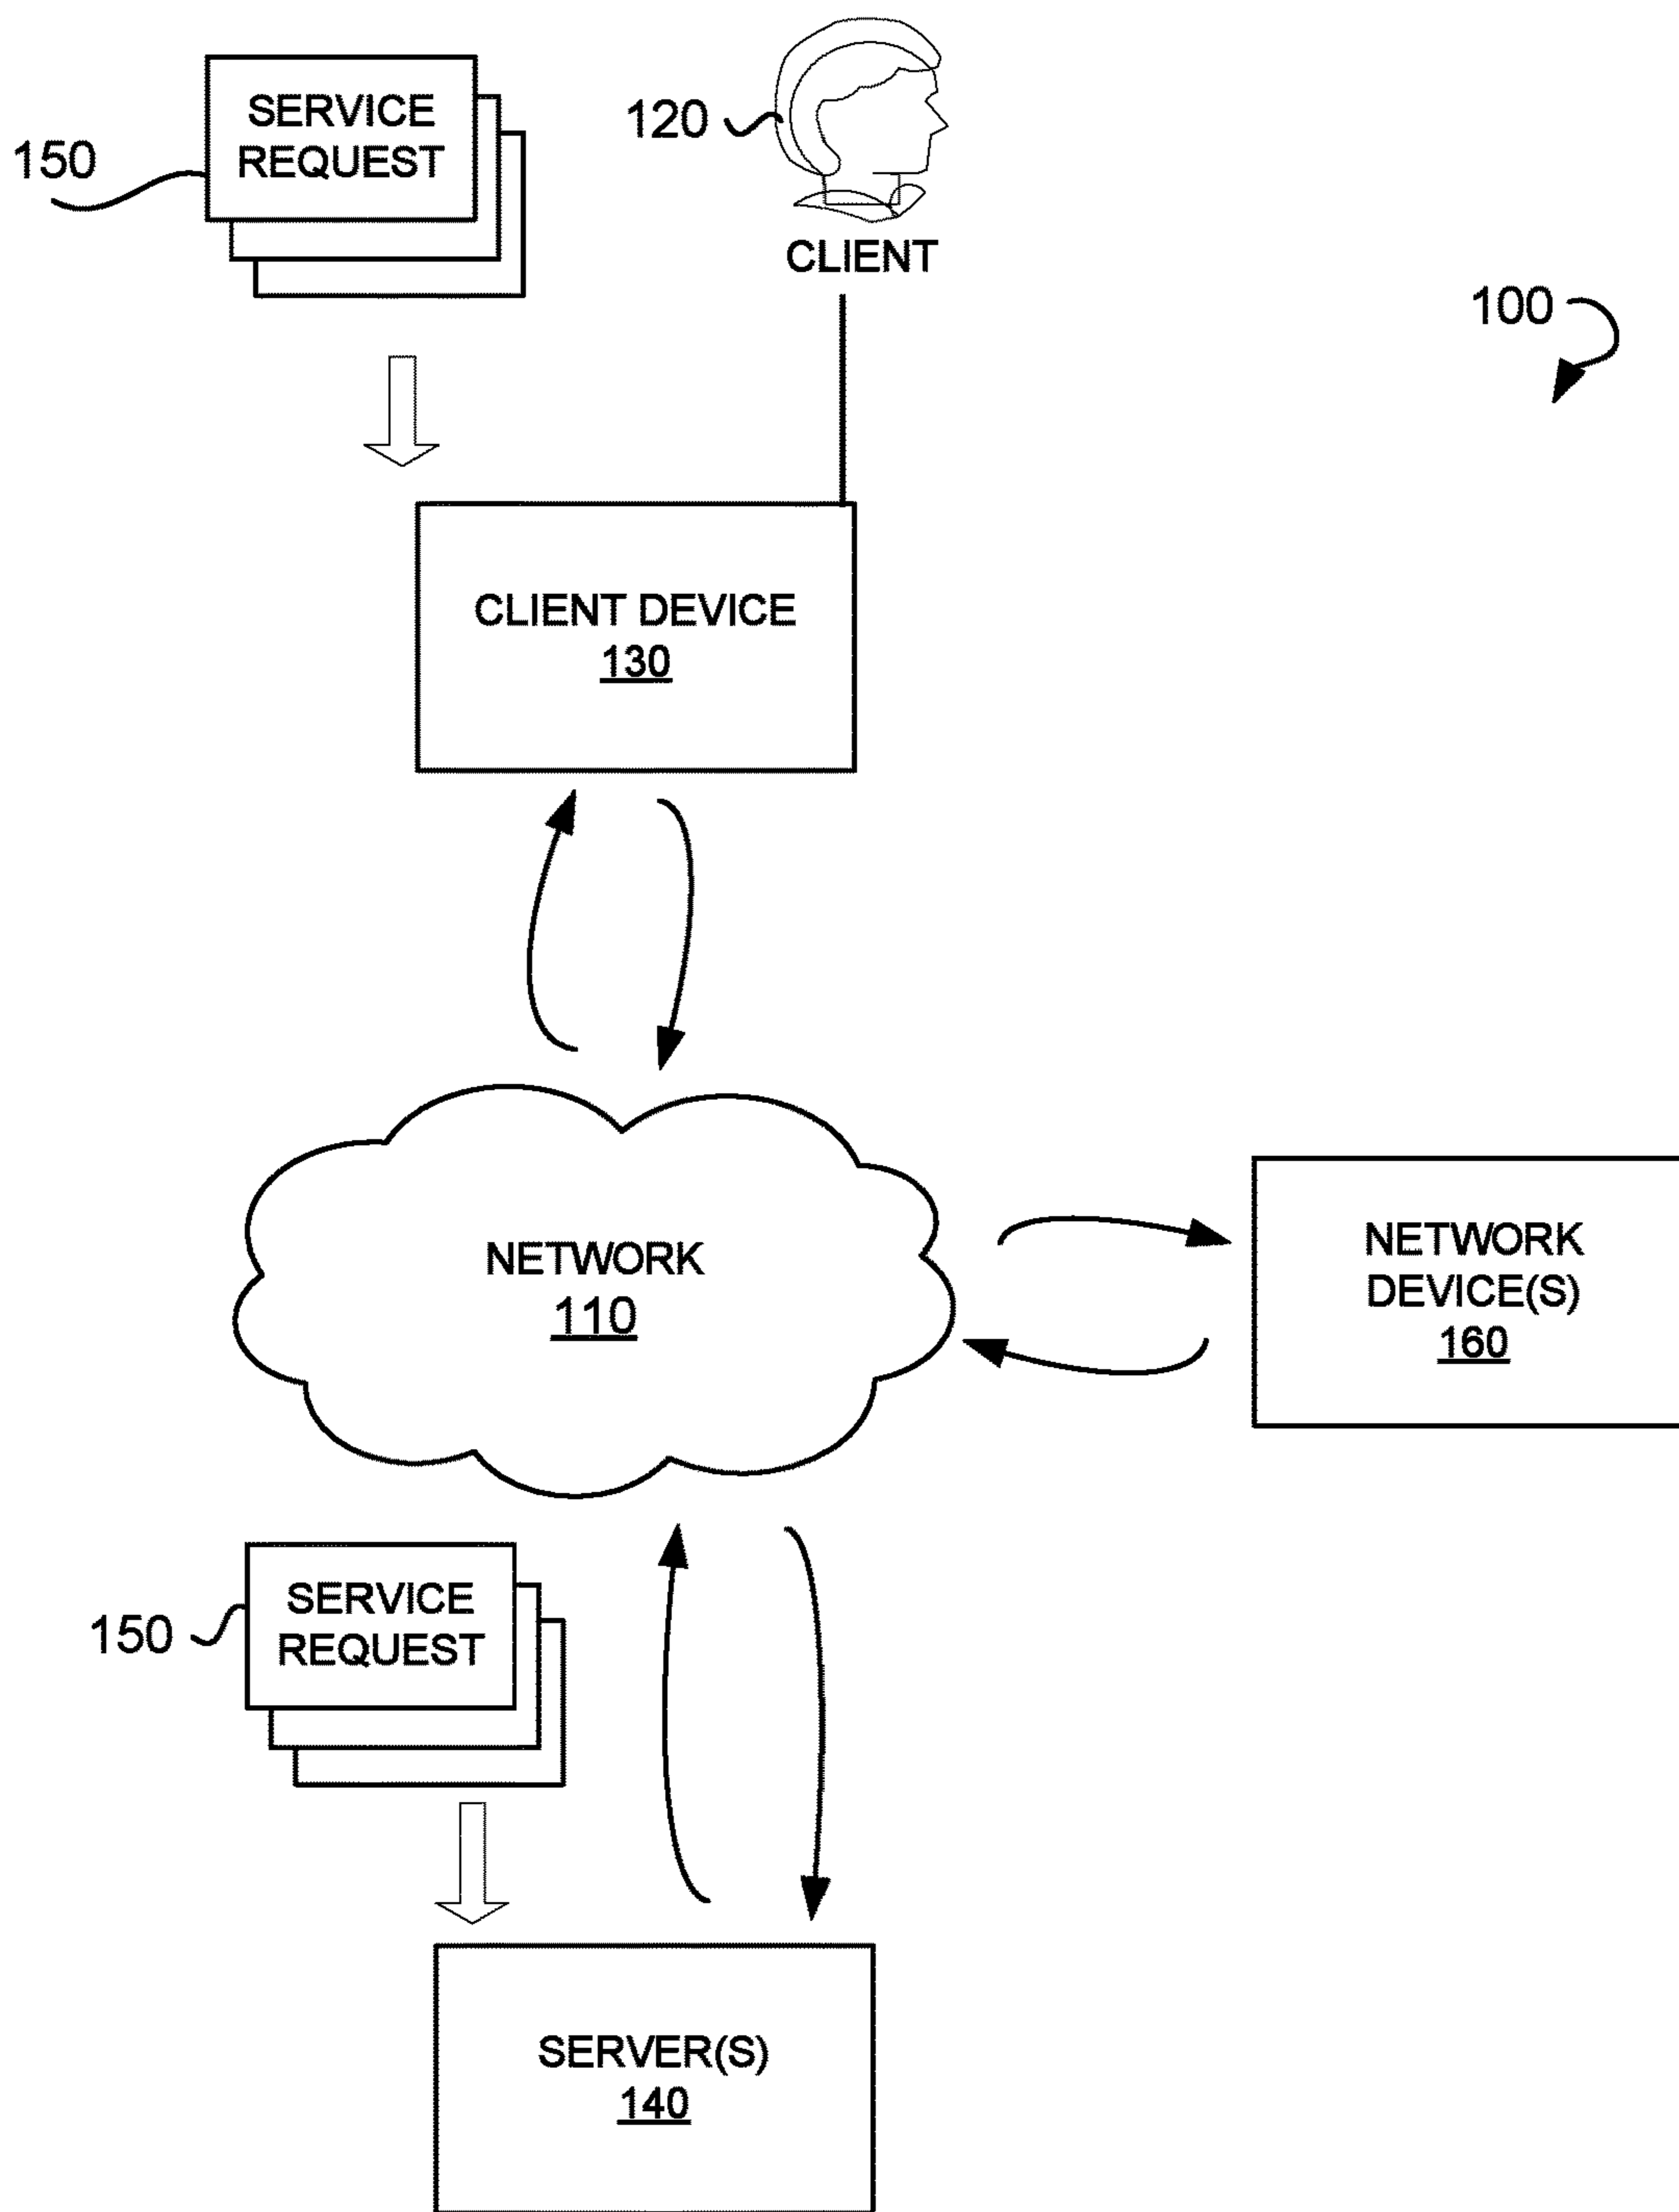 SERVICE
REQUEST
150
120
CLIENT
100
CLIENT DEVICE
130
NETWORK
110
NETWORK
DEVICE(S)
160
SERVICE
REQUEST
150
SERVER(S)
140